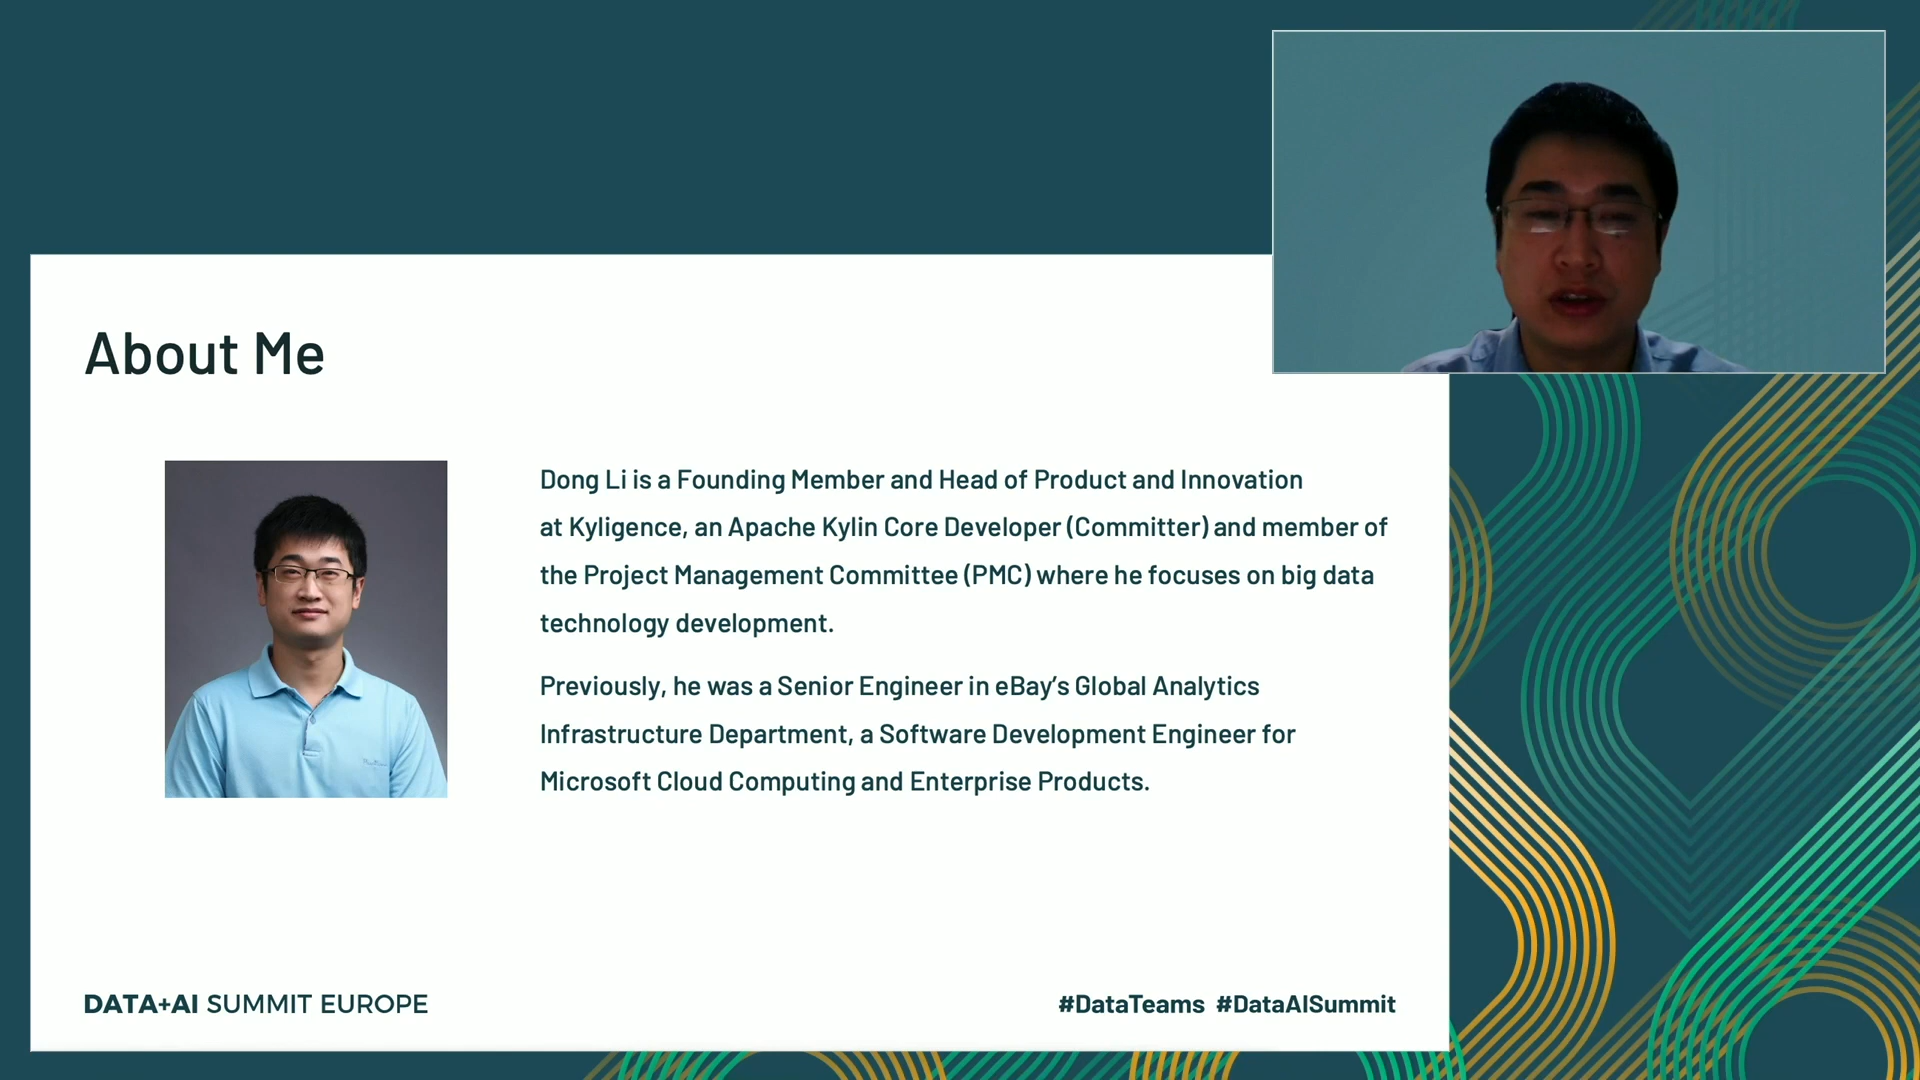 About Me
Dong Li is a Founding Member and Head of Product and Innovation
at Kyligence, an Apache Kylin Core Developer (Committer) and member of
the Project Management Committee (PMC) where he focuses on big data
technology development.
Previously, he was a Senior Engineer in eBay’s Global Analytics
Infrastructure Department, a Software Development Engineer for
Microsoft Cloud Computing and Enterprise Products.
DATA+AI SUMMIT EUROPE
#DataTeams #DataAISummit